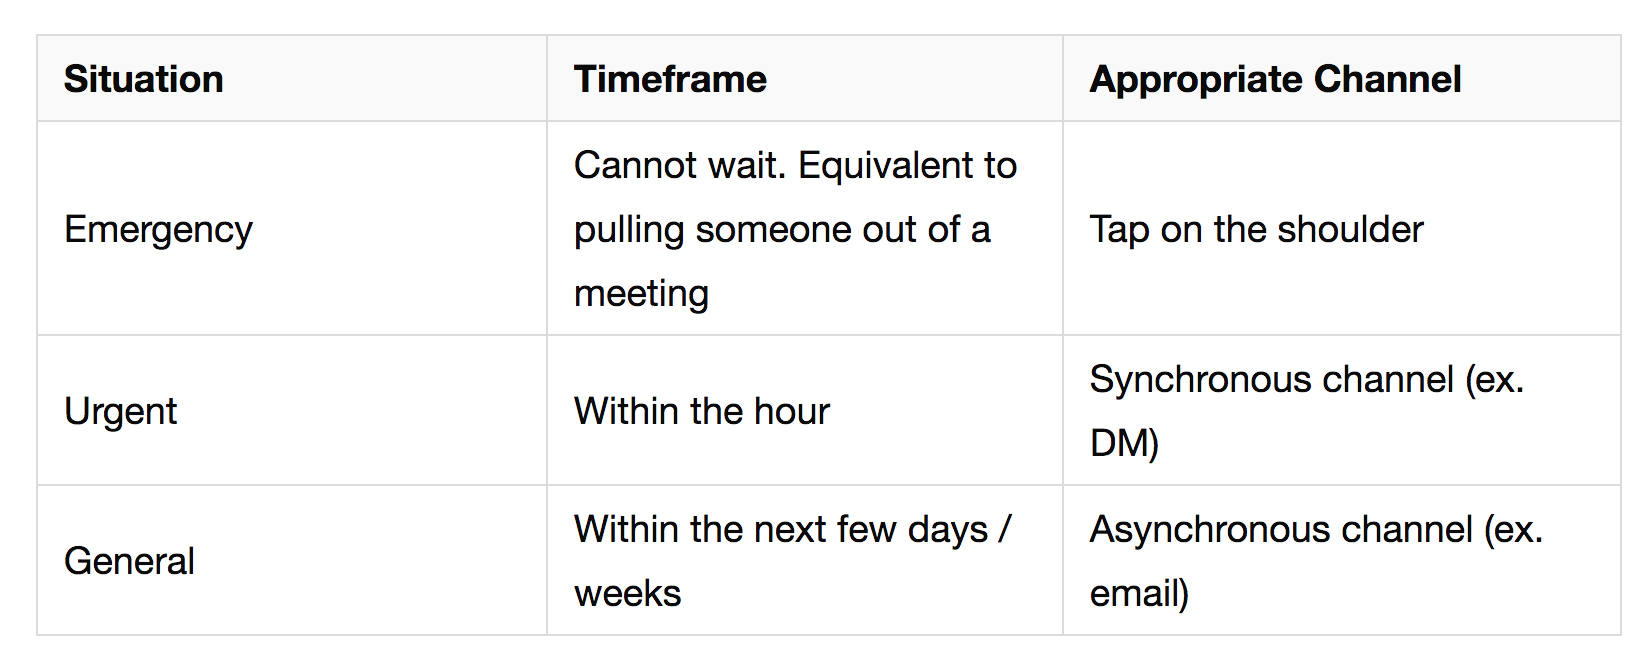 Situation
Timeframe
Appropriate Channel
Emergency
Cannot wait. Equivalent to
pulling someone out of a
meeting
Tap on the shoulder
Urgent
Within the hour
Synchronous channel (ex.
DM)
General
Within the next few days /
weeks
Asynchronous channel (ex.
email)